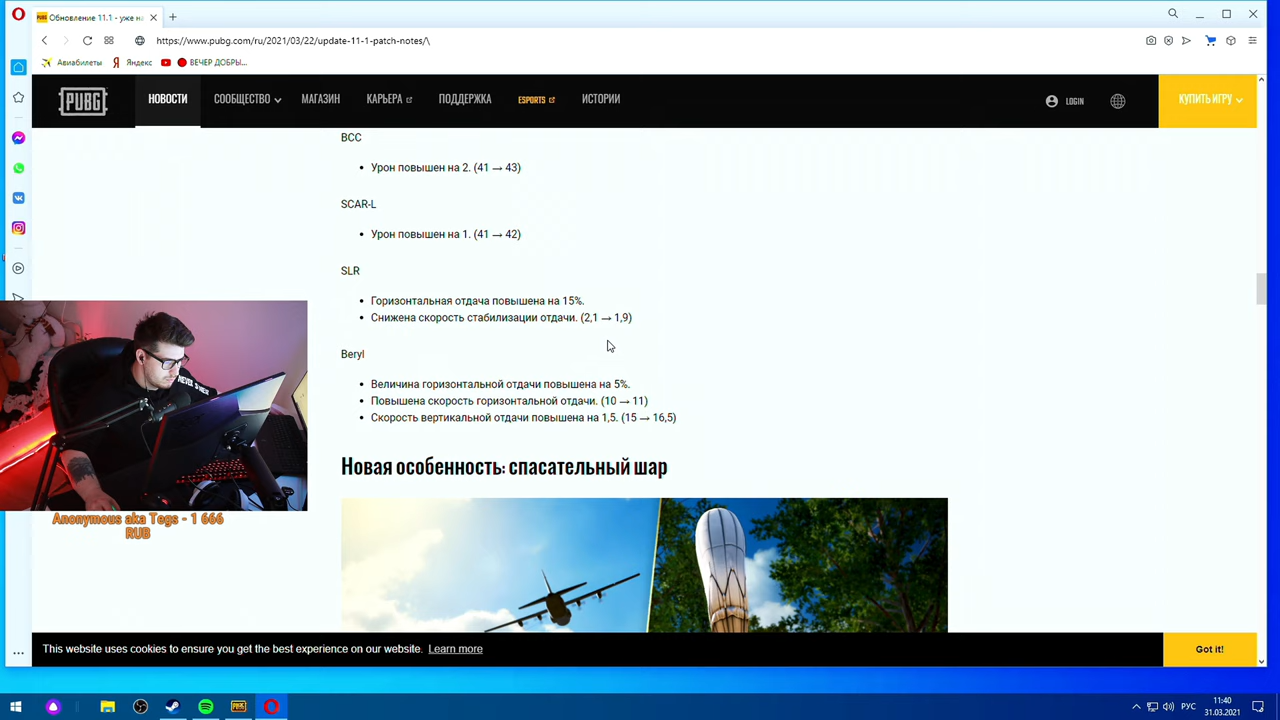 Обновление 11.1 - уже на
https://www.pubg.com/ru/2021/03/22/update-11-1-patch-notes/\
Авиабилеты
Яндекс
ВЕЧЕР ДОБРЫ...
PUBG
НОВОСТИ
СООБЩЕСТВО
МАГАЗИН
КАРЬЕРА
ПОДДЕРЖКА
ESPORTS
ИСТОРИИ
LOGIN
КУПИТЬ ИГРУ
ВСС
• Урон повышен на 2. (41 → 43)
SCAR-L
• Урон повышен на 1. (41 → 42)
SLR
• Горизонтальная отдача повышена на 15%.
• Снижена скорость стабилизации отдачи. (2,1 → 1,9)
Beryl
• Величина горизонтальной отдачи повышена на 5%.
• Повышена скорость горизонтальной отдачи. (10 → 11)
• Скорость вертикальной отдачи повышена на 1,5. (15 → 16,5)
Новая особенность: спасательный шар
Anonymous aka Tegs - 1 666
RUB
This website uses cookies to ensure you get the best experience on our website. Learn more
Got it!
РУС
11:40
31.03.2021